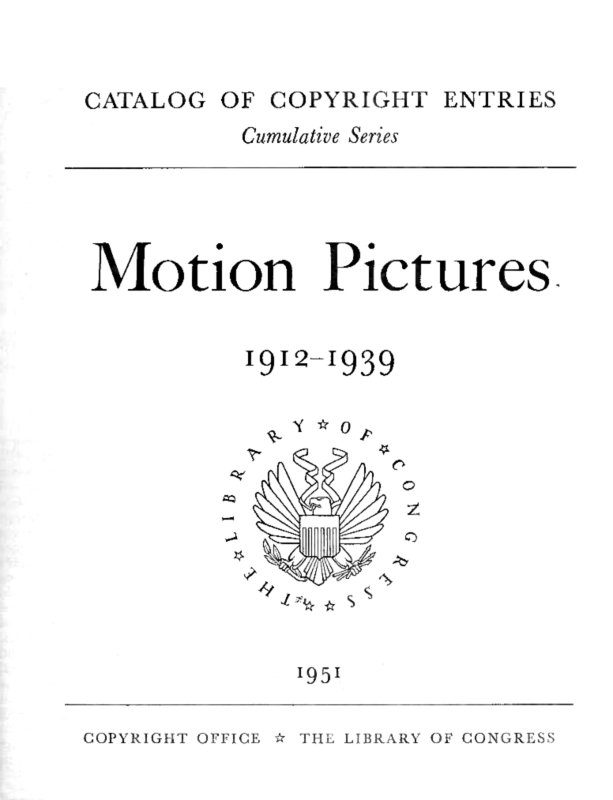 CATALOG OF COPYRIGHT ENTRIES
Cumulative Series
Motion Pictures
1912–1939
THE LIBRARY OF CONGRESS
1951
COPYRIGHT OFFICE ☆ THE LIBRARY OF CONGRESS